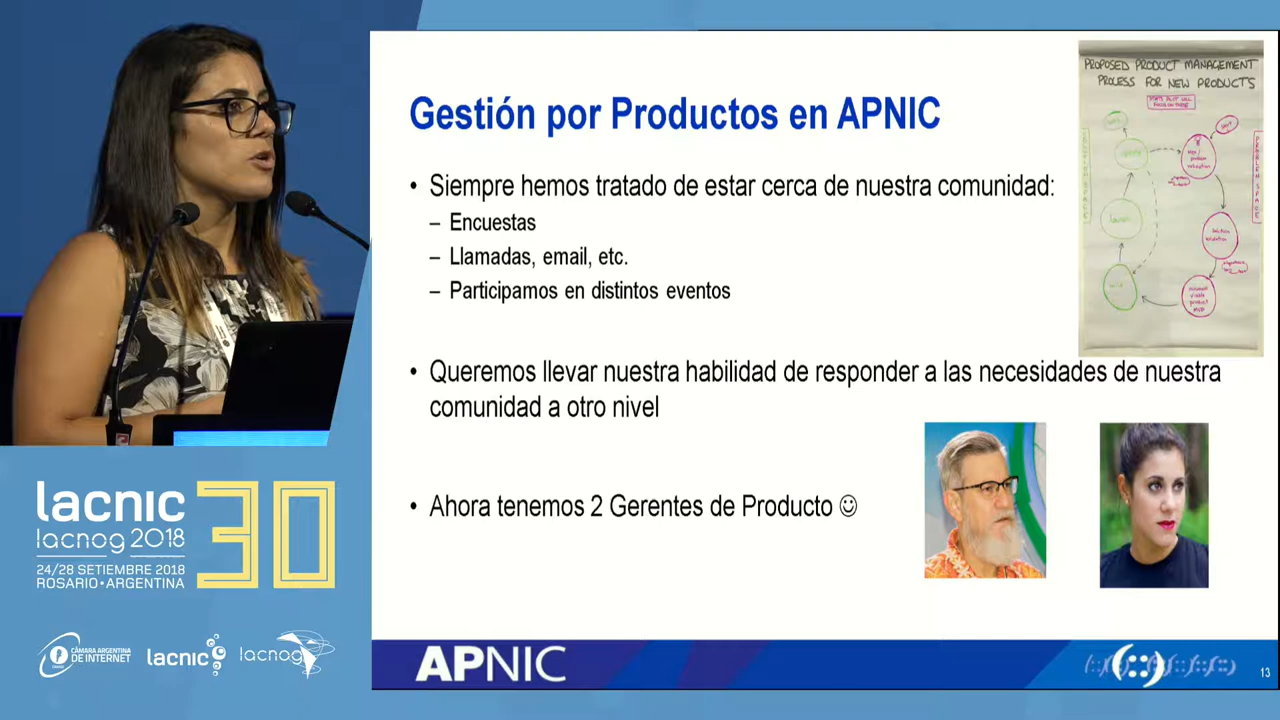 Gestión por Productos en APNIC
• Siempre hemos tratado de estar cerca de nuestra comunidad:
– Encuestas
– Llamadas, email, etc.
– Participamos en distintos eventos
• Queremos llevar nuestra habilidad de responder a las necesidades de nuestra
comunidad a otro nivel
• Ahora tenemos 2 Gerentes de Producto ☺
PROPOSED PRODUCT MANAGEMENT
PROCESS FOR NEW PRODUCTS
PROBLEM SPACE
APNIC
13
lacnic 30
lacnog 2018
24/28 SETIEMBRE 2018
ROSARIO • ARGENTINA
CÁMARA ARGENTINA
DE INTERNET
lacnic
lacnog